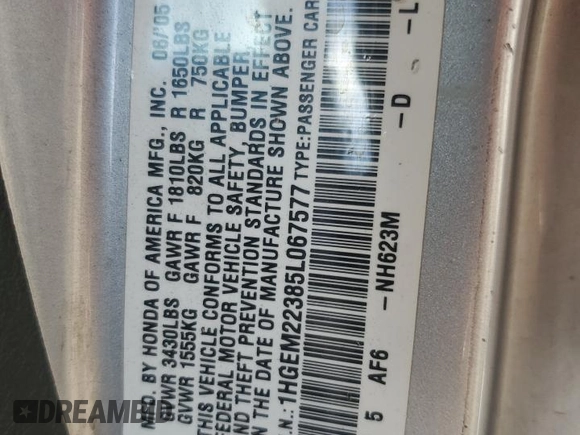 MFD BY HONDA OF AMERICA MFG., INC. 06/'05
GVWR 3430LBS GAWR F 1810LBS R 1650LBS
GVWR 1555KG GAWR F 820KG R 750KG
THIS VEHICLE CONFORMS TO ALL APPLICABLE
FEDERAL MOTOR VEHICLE SAFETY, BUMPER,
AND THEFT PREVENTION STANDARDS IN EFFECT
ON THE DATE OF MANUFACTURE SHOWN ABOVE.
I.N.: 1HGEM22385L067577 TYPE:PASSENGER CAR
5 AF6 -NH623M -D -L
DREAMBID